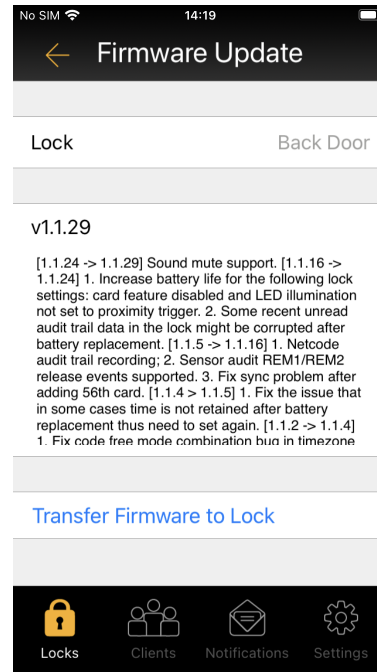 No SIM 14:19
Firmware Update
Lock Back Door
v1.1.29
[1.1.24 -> 1.1.29] Sound mute support. [1.1.16 ->
1.1.24] 1. Increase battery life for the following lock
settings: card feature disabled and LED illumination
not set to proximity trigger. 2. Some recent unread
audit trail data in the lock might be corrupted after
battery replacement. [1.1.5 -> 1.1.16] 1. Netcode
audit trail recording; 2. Sensor audit REM1/REM2
release events supported. 3. Fix sync problem after
adding 56th card. [1.1.4 > 1.1.5] 1. Fix the issue that
in some cases time is not retained after battery
replacement thus need to set again. [1.1.2 -> 1.1.4]
1. Fix code free mode combination bug in timezone
Transfer Firmware to Lock
Locks Clients Notifications Settings